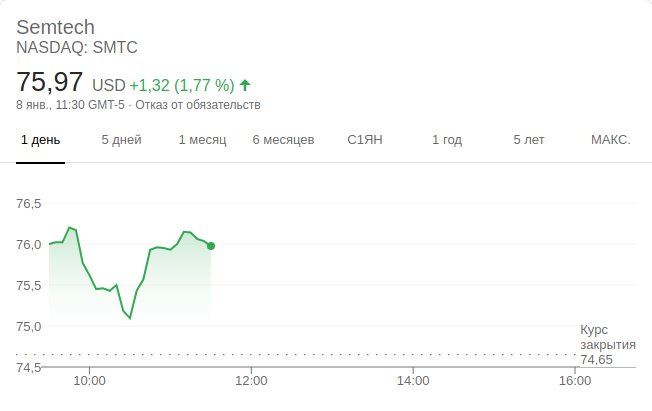 Semtech
NASDAQ: SMTC
75,97 USD +1,32 (1,77 %)
8 янв., 11:30 GMT-5 · Отказ от обязательств
1 день 5 дней 1 месяц 6 месяцев С1ЯН 1 год 5 лет МАКС.
76,5
76,0
75,5
75,0
Курс
закрытия
74,65
74,5
10:00 12:00 14:00 16:00